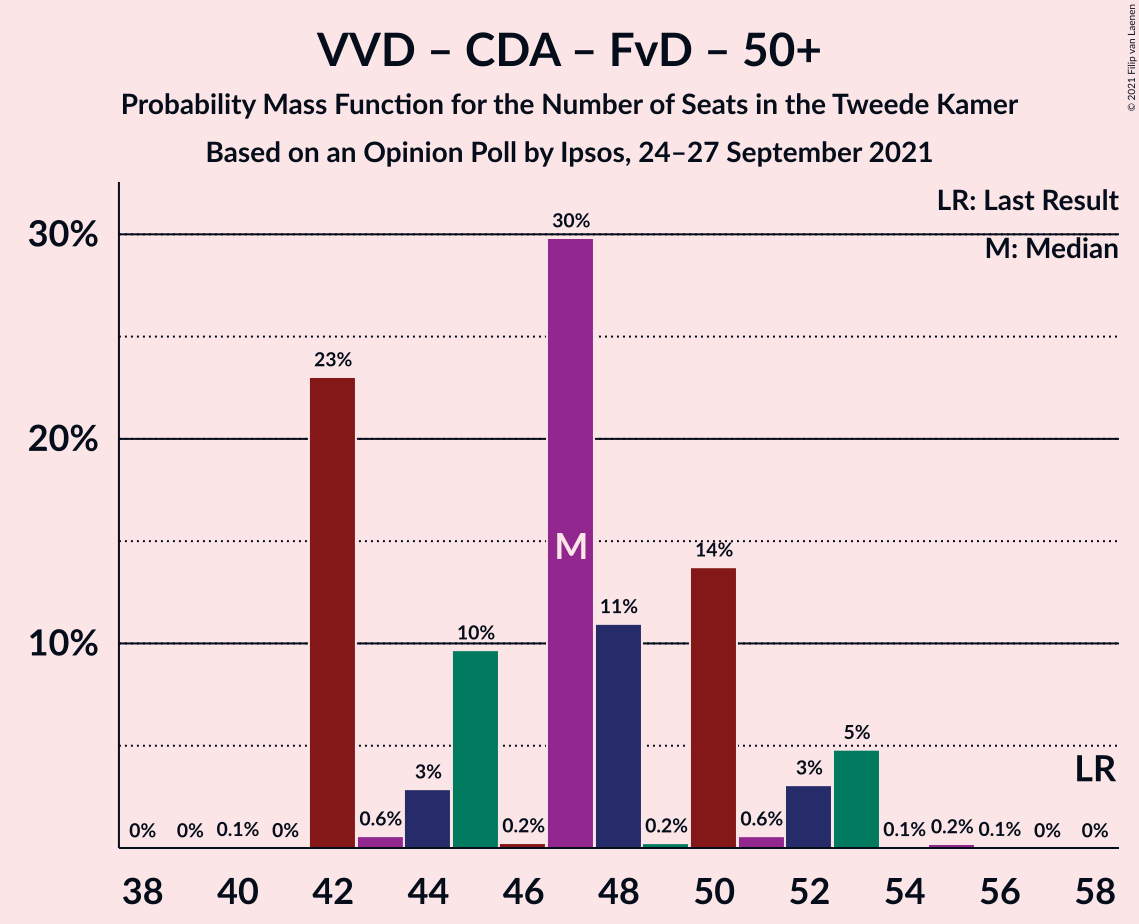 VVD – CDA – FvD – 50+
Probability Mass Function for the Number of Seats in the Tweede Kamer
Based on an Opinion Poll by Ipsos, 24–27 September 2021
© 2021 Filip van Laenen
LR: Last Result
M: Median
30%
20%
10%
0% 0% 0.1% 0% 23% 0.6% 3% 10% 0.2% 30% 11% 0.2% 14% 0.6% 3% 5% 0.1% 0.2% 0.1% 0% 0%
M
LR
38 40 42 44 46 48 50 52 54 56 58